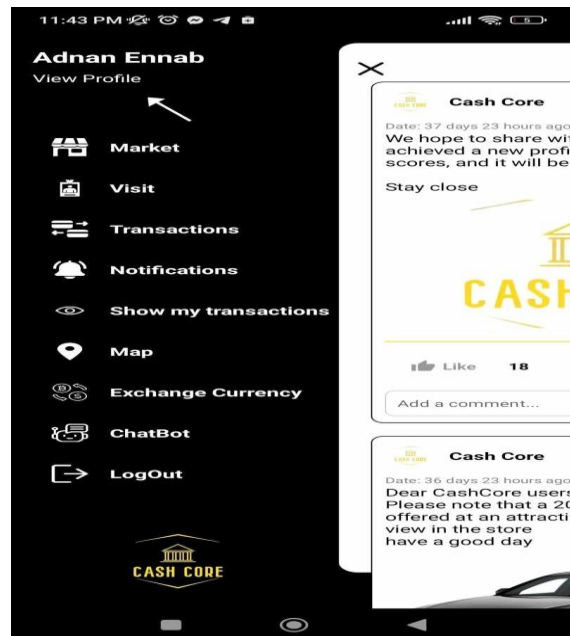 11:43 PM
5
Adnan Ennab
View Profile
Market
Visit
Transactions
Notifications
Show my transactions
Map
Exchange Currency
ChatBot
LogOut
CASH CORE
Cash Core
Date: 37 days 23 hours ago
We hope to share wi
achieved a new profi
scores, and it will be
Stay close
CASH
Like 18
Add a comment...
Cash Core
Date: 36 days 23 hours ago
Dear CashCore users
Please note that a 20
offered at an attracti
view in the store
have a good day